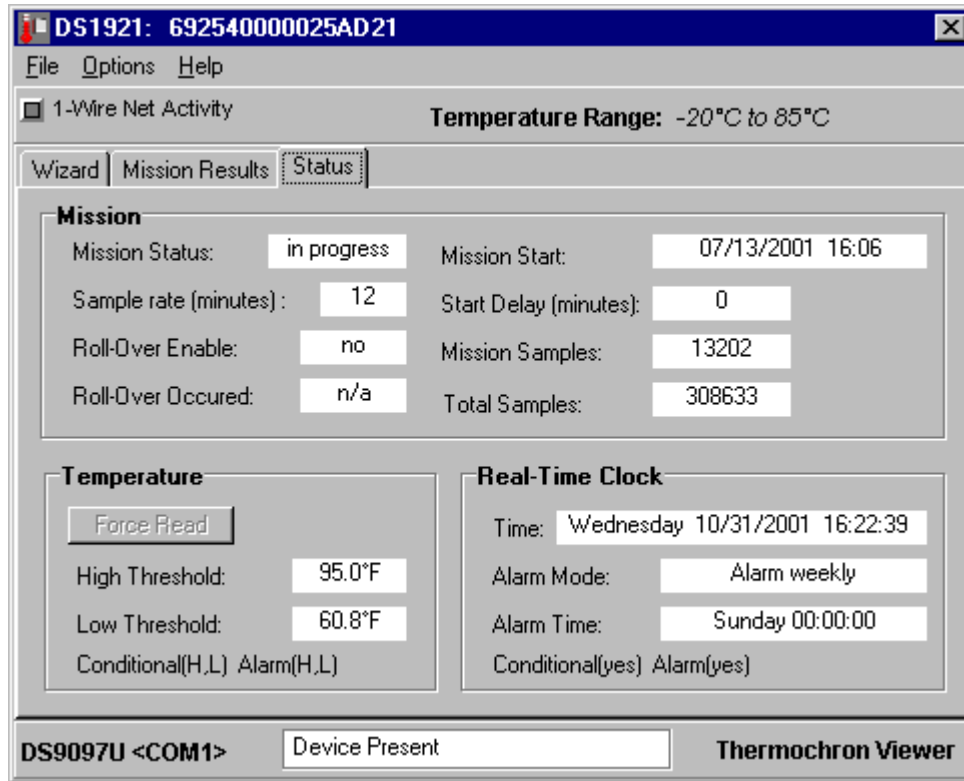 DS1921: 692540000025AD21
File Options Help
1-Wire Net Activity
Temperature Range: -20°C to 85°C
Wizard Mission Results Status
Mission
Mission Status: in progress Mission Start: 07/13/2001 16:06
Sample rate (minutes) : 12 Start Delay (minutes): 0
Roll-Over Enable: no Mission Samples: 13202
Roll-Over Occured: n/a Total Samples: 308633
Temperature
Force Read
High Threshold: 95.0°F
Low Threshold: 60.8°F
Conditional(H,L) Alarm(H,L)
Real-Time Clock
Time: Wednesday 10/31/2001 16:22:39
Alarm Mode: Alarm weekly
Alarm Time: Sunday 00:00:00
Conditional(yes) Alarm(yes)
DS9097U <COM1> Device Present Thermochron Viewer